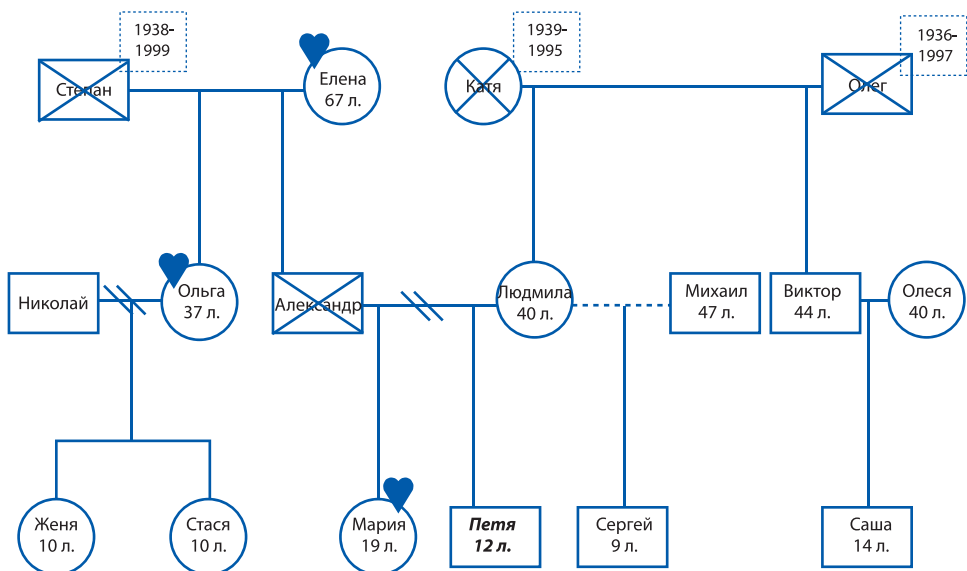 1938-
1999
1939-
1995
1936-
1997
Степан
Елена
67 л.
Катя
Олег
Николай
Ольга
37 л.
Александр
Людмила
40 л.
Михаил
47 л.
Виктор
44 л.
Олеся
40 л.
Женя
10 л.
Стася
10 л.
Мария
19 л.
Петя
12 л.
Сергей
9 л.
Саша
14 л.